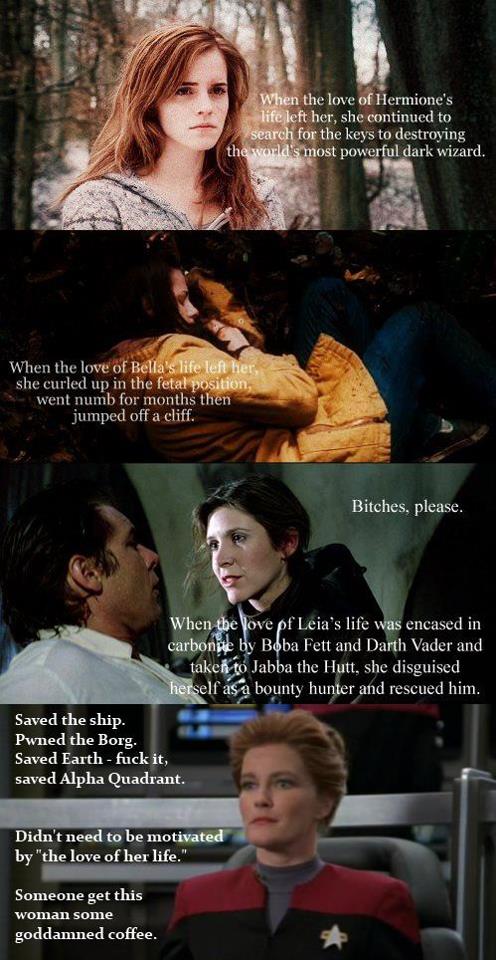 When the love of Hermione's
life left her, she continued to
search for the keys to destroying
the world's most powerful dark wizard.
When the love of Bella's life left her,
she curled up in the fetal position,
went numb for months then
jumped off a cliff.
Bitches, please.
When the love of Leia's life was encased in
carbonite by Boba Fett and Darth Vader and
taken to Jabba the Hutt, she disguised
herself as a bounty hunter and rescued him.
Saved the ship.
Pwned the Borg.
Saved Earth - fuck it,
saved Alpha Quadrant.
Didn't need to be motivated
by "the love of her life."
Someone get this
woman some
goddamned coffee.